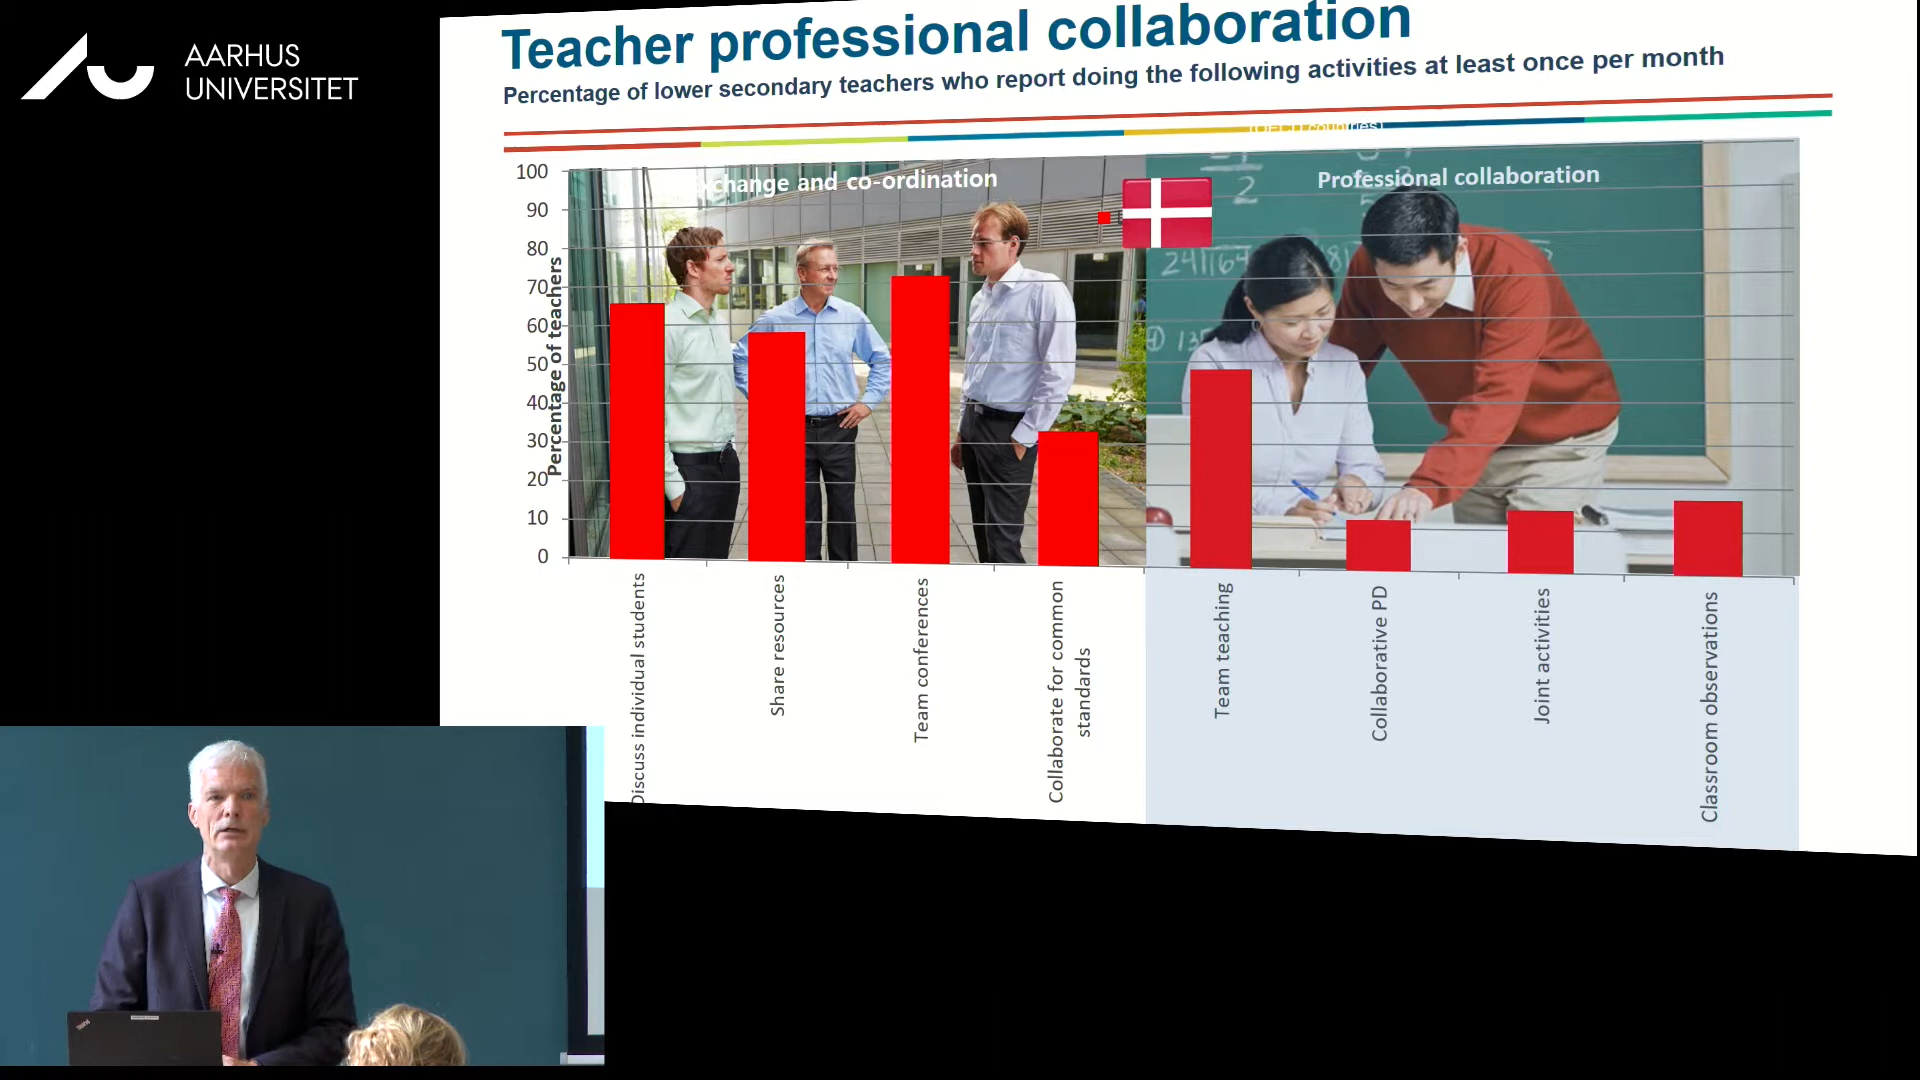 AARHUS
UNIVERSITET
Teacher professional collaboration
Percentage of lower secondary teachers who report doing the following activities at least once per month
change and co-ordination
Professional collaboration
Percentage of teachers
100
90
80
70
60
50
40
30
20
10
0
Discuss individual students
Share resources
Team conferences
Collaborate for common
standards
Team teaching
Collaborative PD
Joint activities
Classroom observations